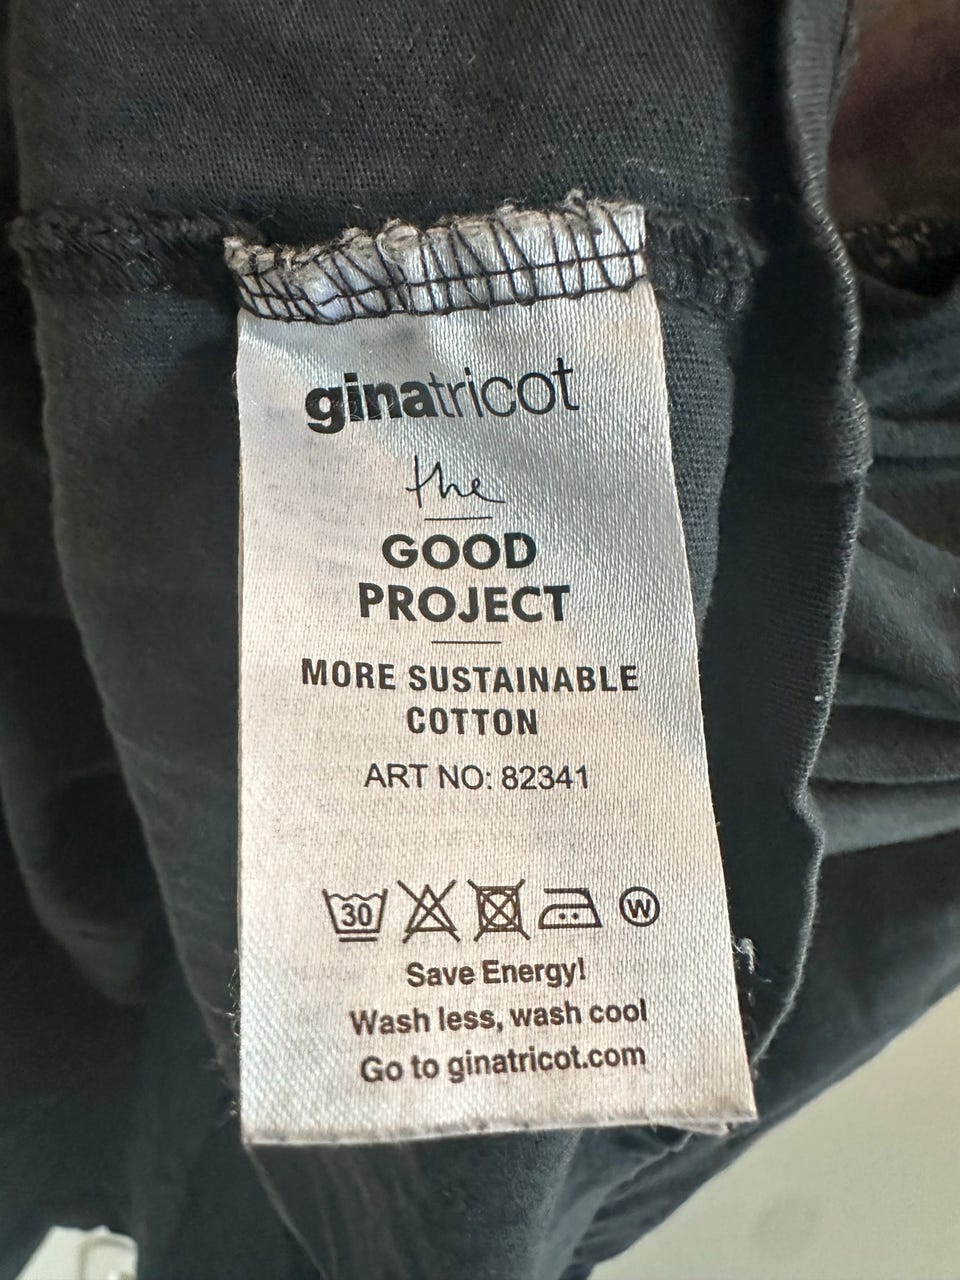 ginatricot
the
GOOD
PROJECT
MORE SUSTAINABLE
COTTON
ART NO: 82341
30 W
Save Energy!
Wash less, wash cool
Go to ginatricot.com